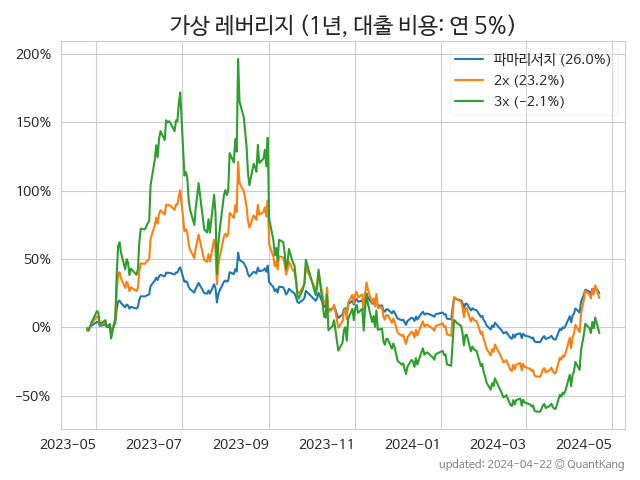 가상 레버리지 (1년, 대출 비용: 연 5%)
파마리서치 (26.0%)
2x (23.2%)
3x (−2.1%)
200%
150%
100%
50%
0%
−50%
2023-05 2023-07 2023-09 2023-11 2024-01 2024-03 2024-05
updated: 2024-04-22 © QuantKang